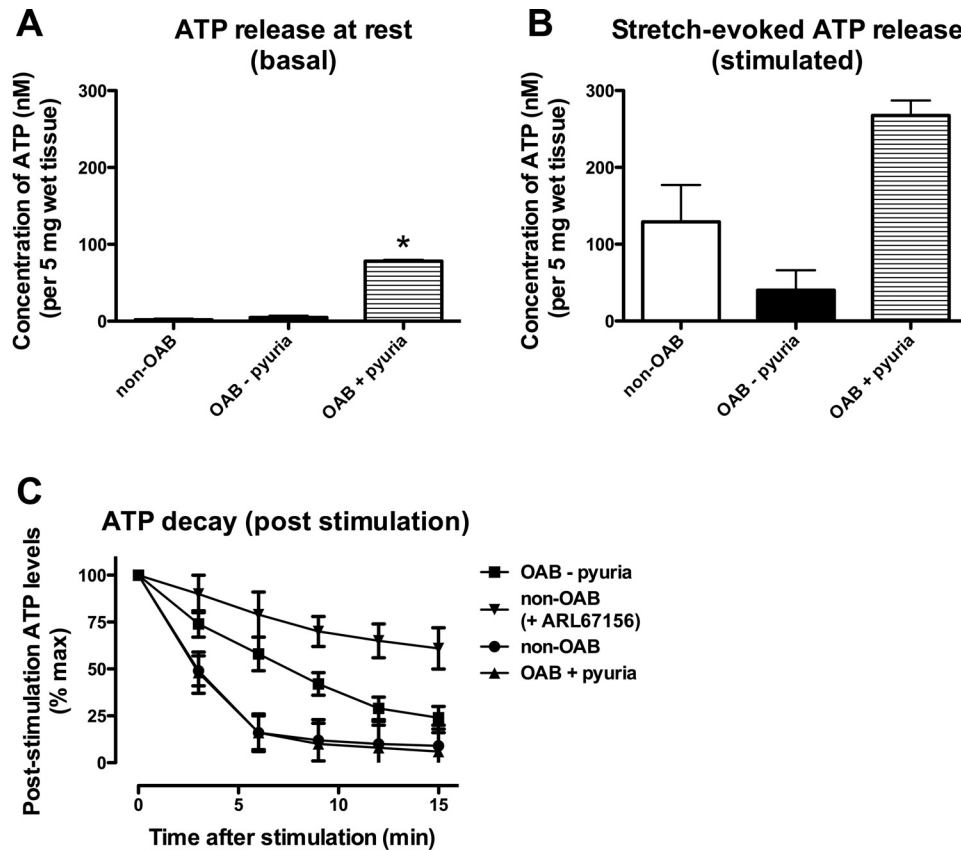 A
ATP release at rest
(basal)
Concentration of ATP (nM)
(per 5 mg wet tissue)
300
200
100
0
*
non-OAB
OAB - pyuria
OAB + pyuria
B
Stretch-evoked ATP release
(stimulated)
Concentration of ATP (nM)
(per 5 mg wet tissue)
300
200
100
0
non-OAB
OAB - pyuria
OAB + pyuria
C
ATP decay (post stimulation)
Post-stimulation ATP levels
(% max)
100
75
50
25
0
0
5
10
15
Time after stimulation (min)
OAB - pyuria
non-OAB
(+ ARL67156)
non-OAB
OAB + pyuria